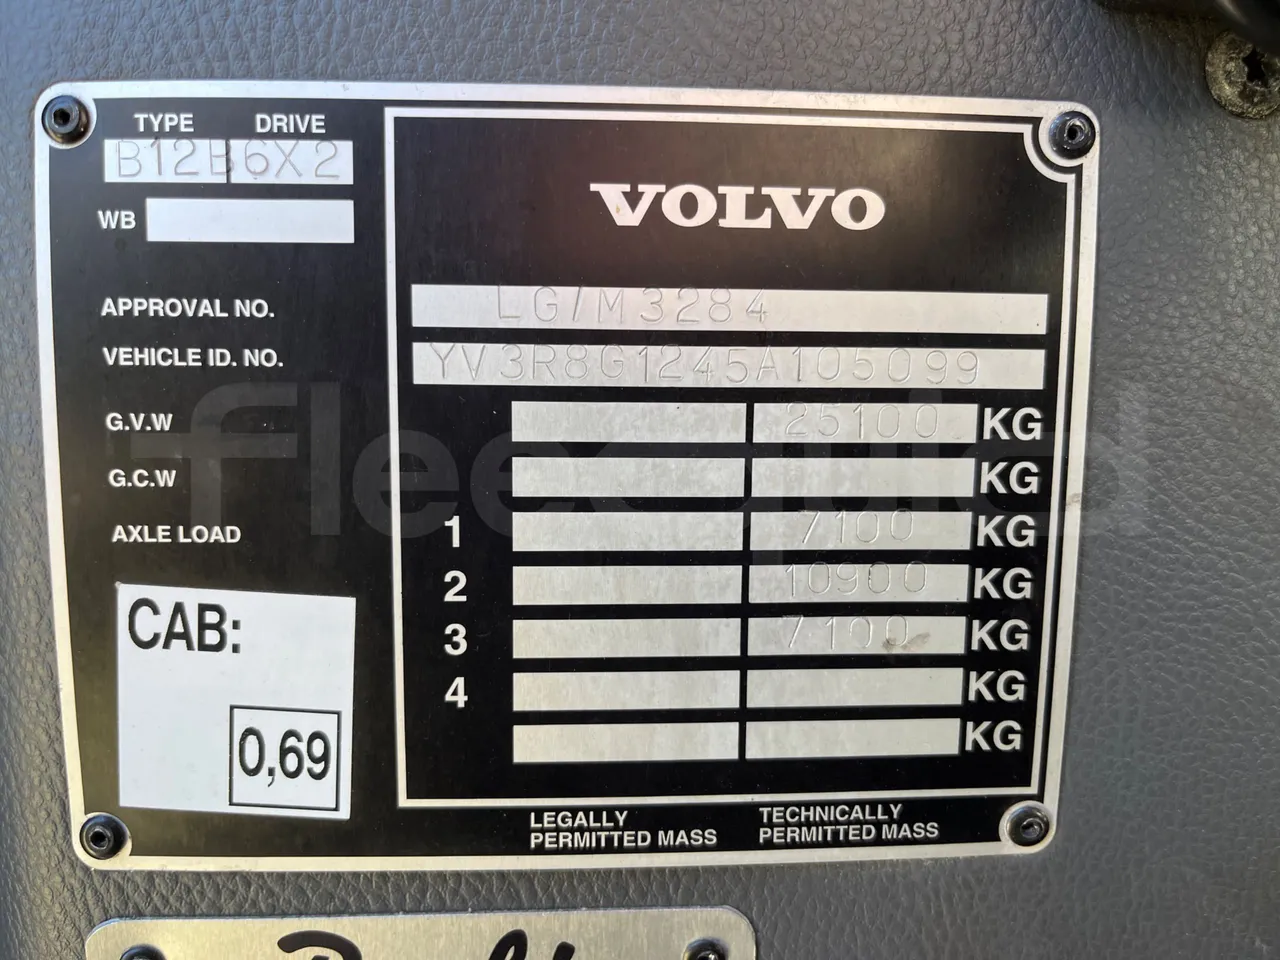 TYPE DRIVE
B12B 6X2
WB
VOLVO
APPROVAL NO. LG/M3284
VEHICLE ID. NO. YV3R8G1245A105099
G.V.W 25100 KG
G.C.W KG
AXLE LOAD 1 7100 KG
2 10900 KG
3 7100 KG
4 KG
KG
CAB:
0,69
LEGALLY PERMITTED MASS
TECHNICALLY PERMITTED MASS
fleequid